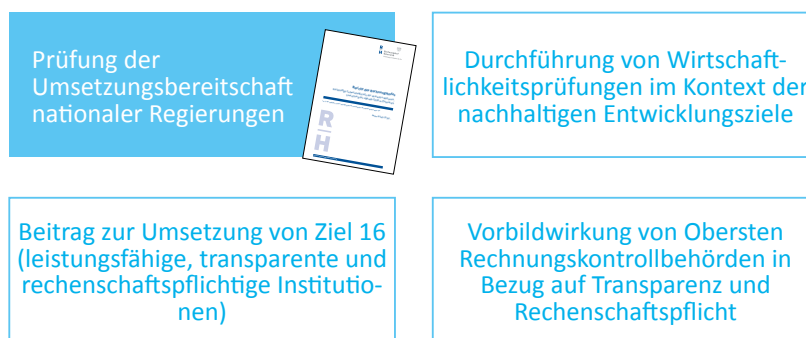 Prüfung der
Umsetzungsbereitschaft
nationaler Regierungen
R
H
Durchführung von Wirtschaft-
lichkeitsprüfungen im Kontext der
nachhaltigen Entwicklungsziele
Beitrag zur Umsetzung von Ziel 16
(leistungsfähige, transparente und
rechenschaftspflichtige Institutio-
nen)
Vorbildwirkung von Obersten
Rechnungskontrollbehörden in
Bezug auf Transparenz und
Rechenschaftspflicht